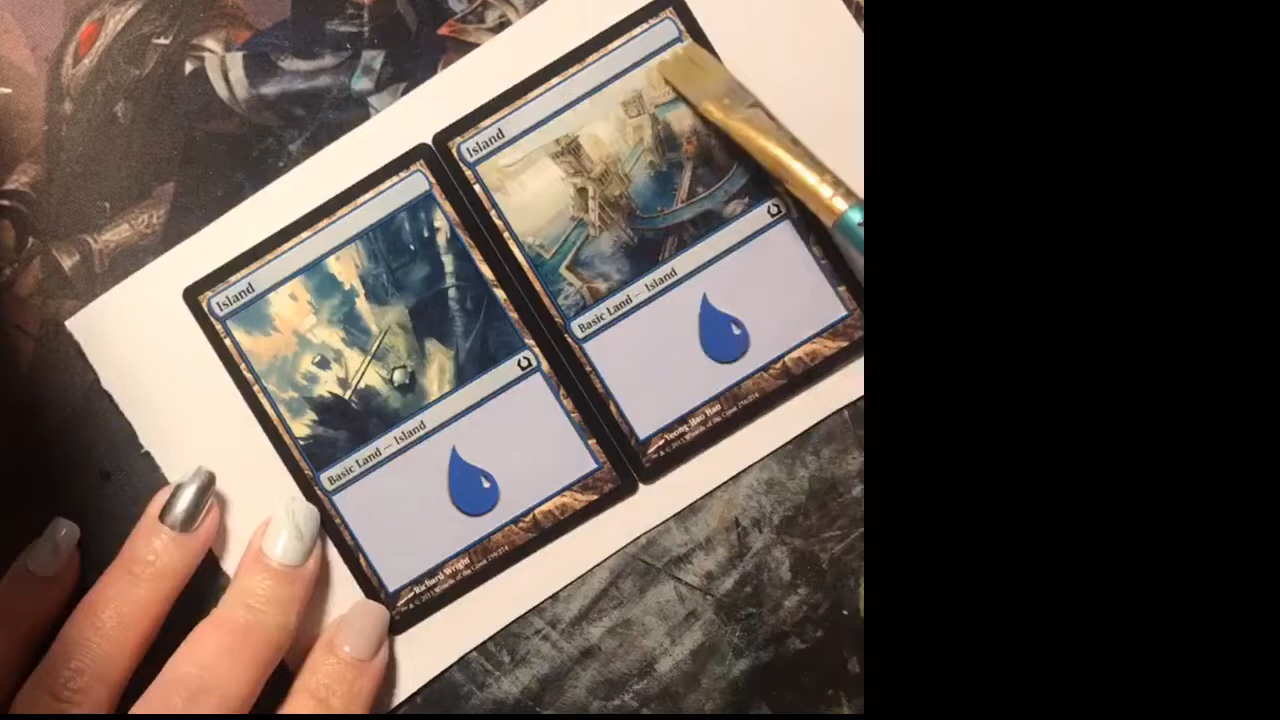 Island
Basic Land — Island
Richard Wright
Island
Basic Land — Island
Yeong-Hao Han